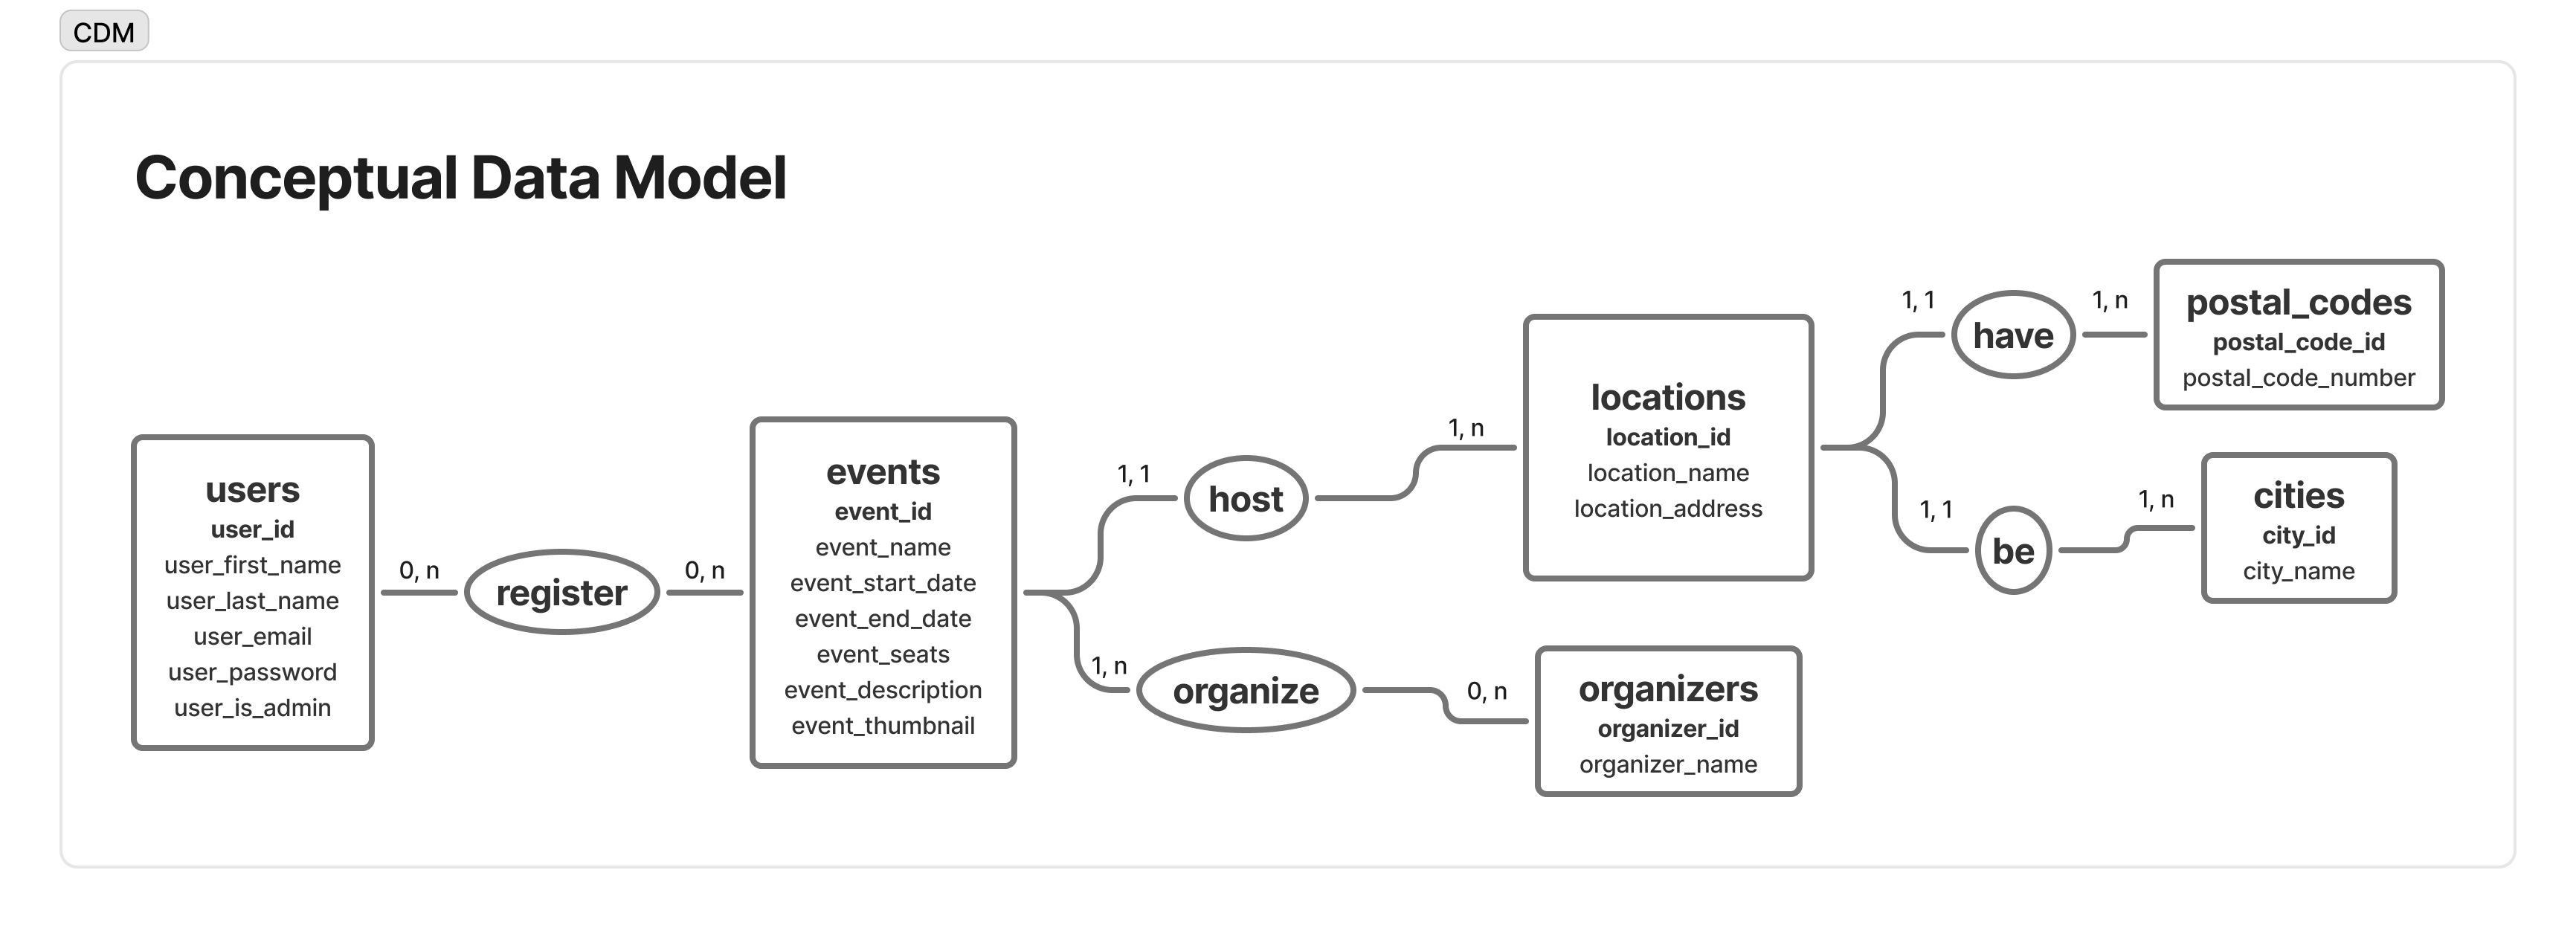 CDM
Conceptual Data Model
users
user_id
user_first_name
user_last_name
user_email
user_password
user_is_admin
0, n
register
0, n
events
event_id
event_name
event_start_date
event_end_date
event_seats
event_description
event_thumbnail
1, 1
host
1, n
locations
location_id
location_name
location_address
1, 1
have
1, n
postal_codes
postal_code_id
postal_code_number
1, 1
be
1, n
cities
city_id
city_name
1, n
organize
0, n
organizers
organizer_id
organizer_name